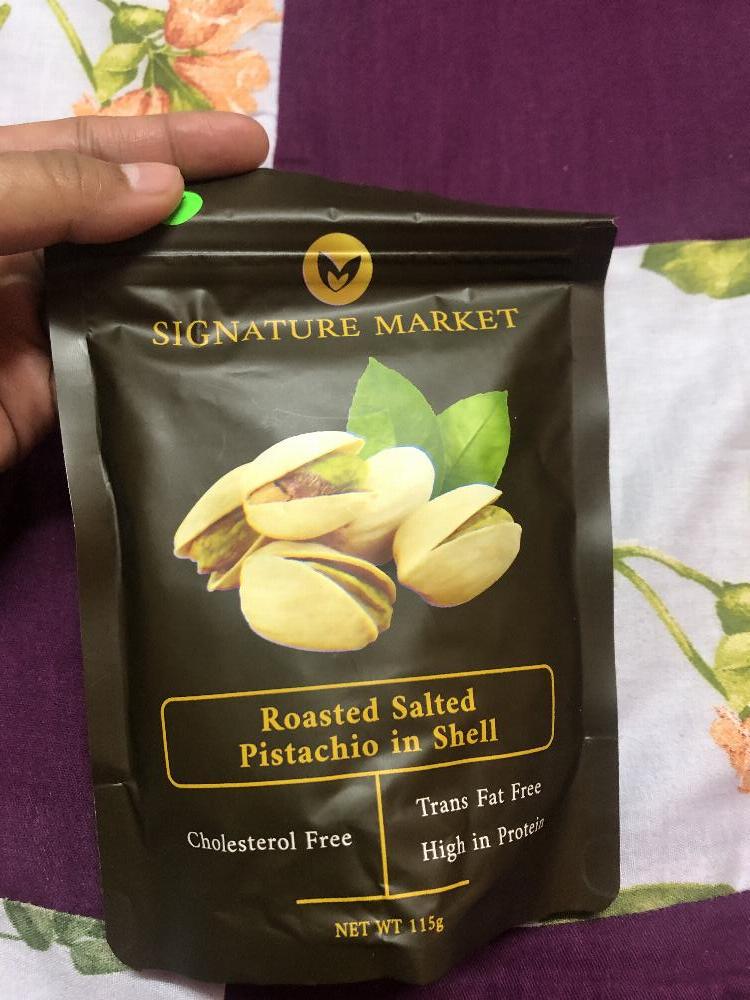 SIGNATURE MARKET
Roasted Salted
Pistachio in Shell
Cholesterol Free
Trans Fat Free
High in Protein
NET WT 115g